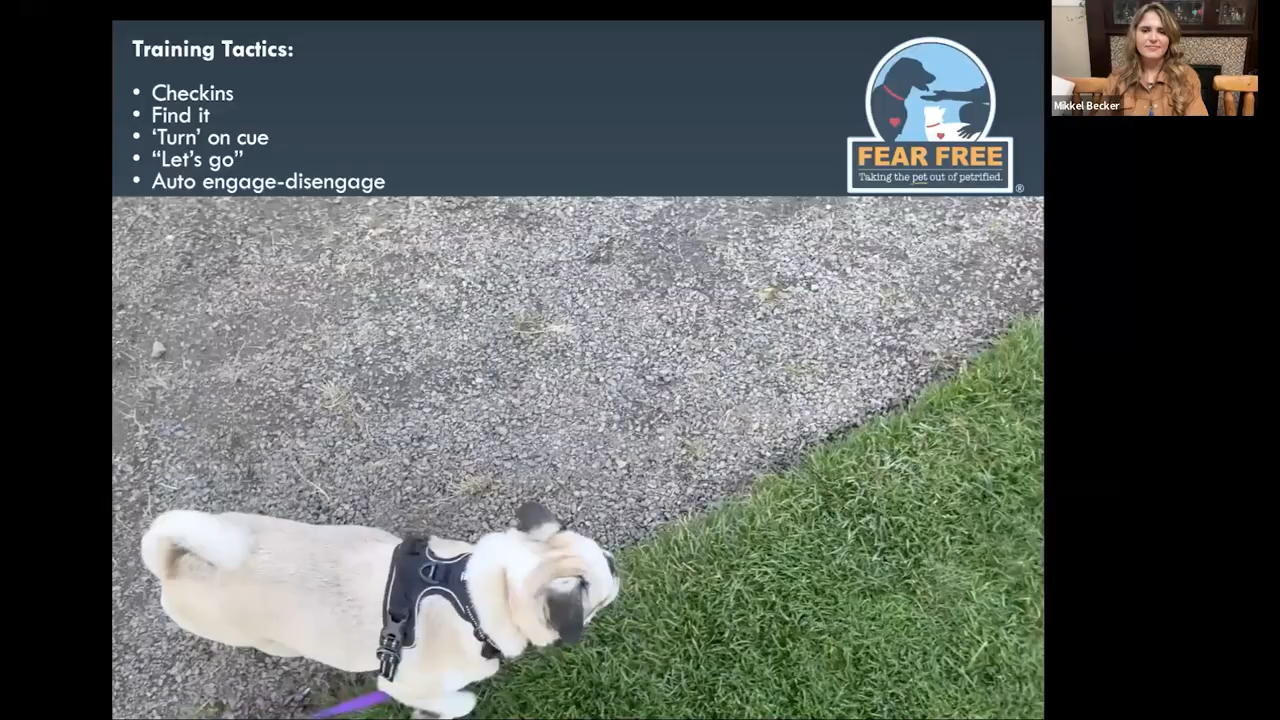 Training Tactics:
• Checkins
• Find it
• ‘Turn’ on cue
• “Let’s go”
• Auto engage-disengage
FEAR FREE
Taking the pet out of petrified.
®
Mikkel Becker